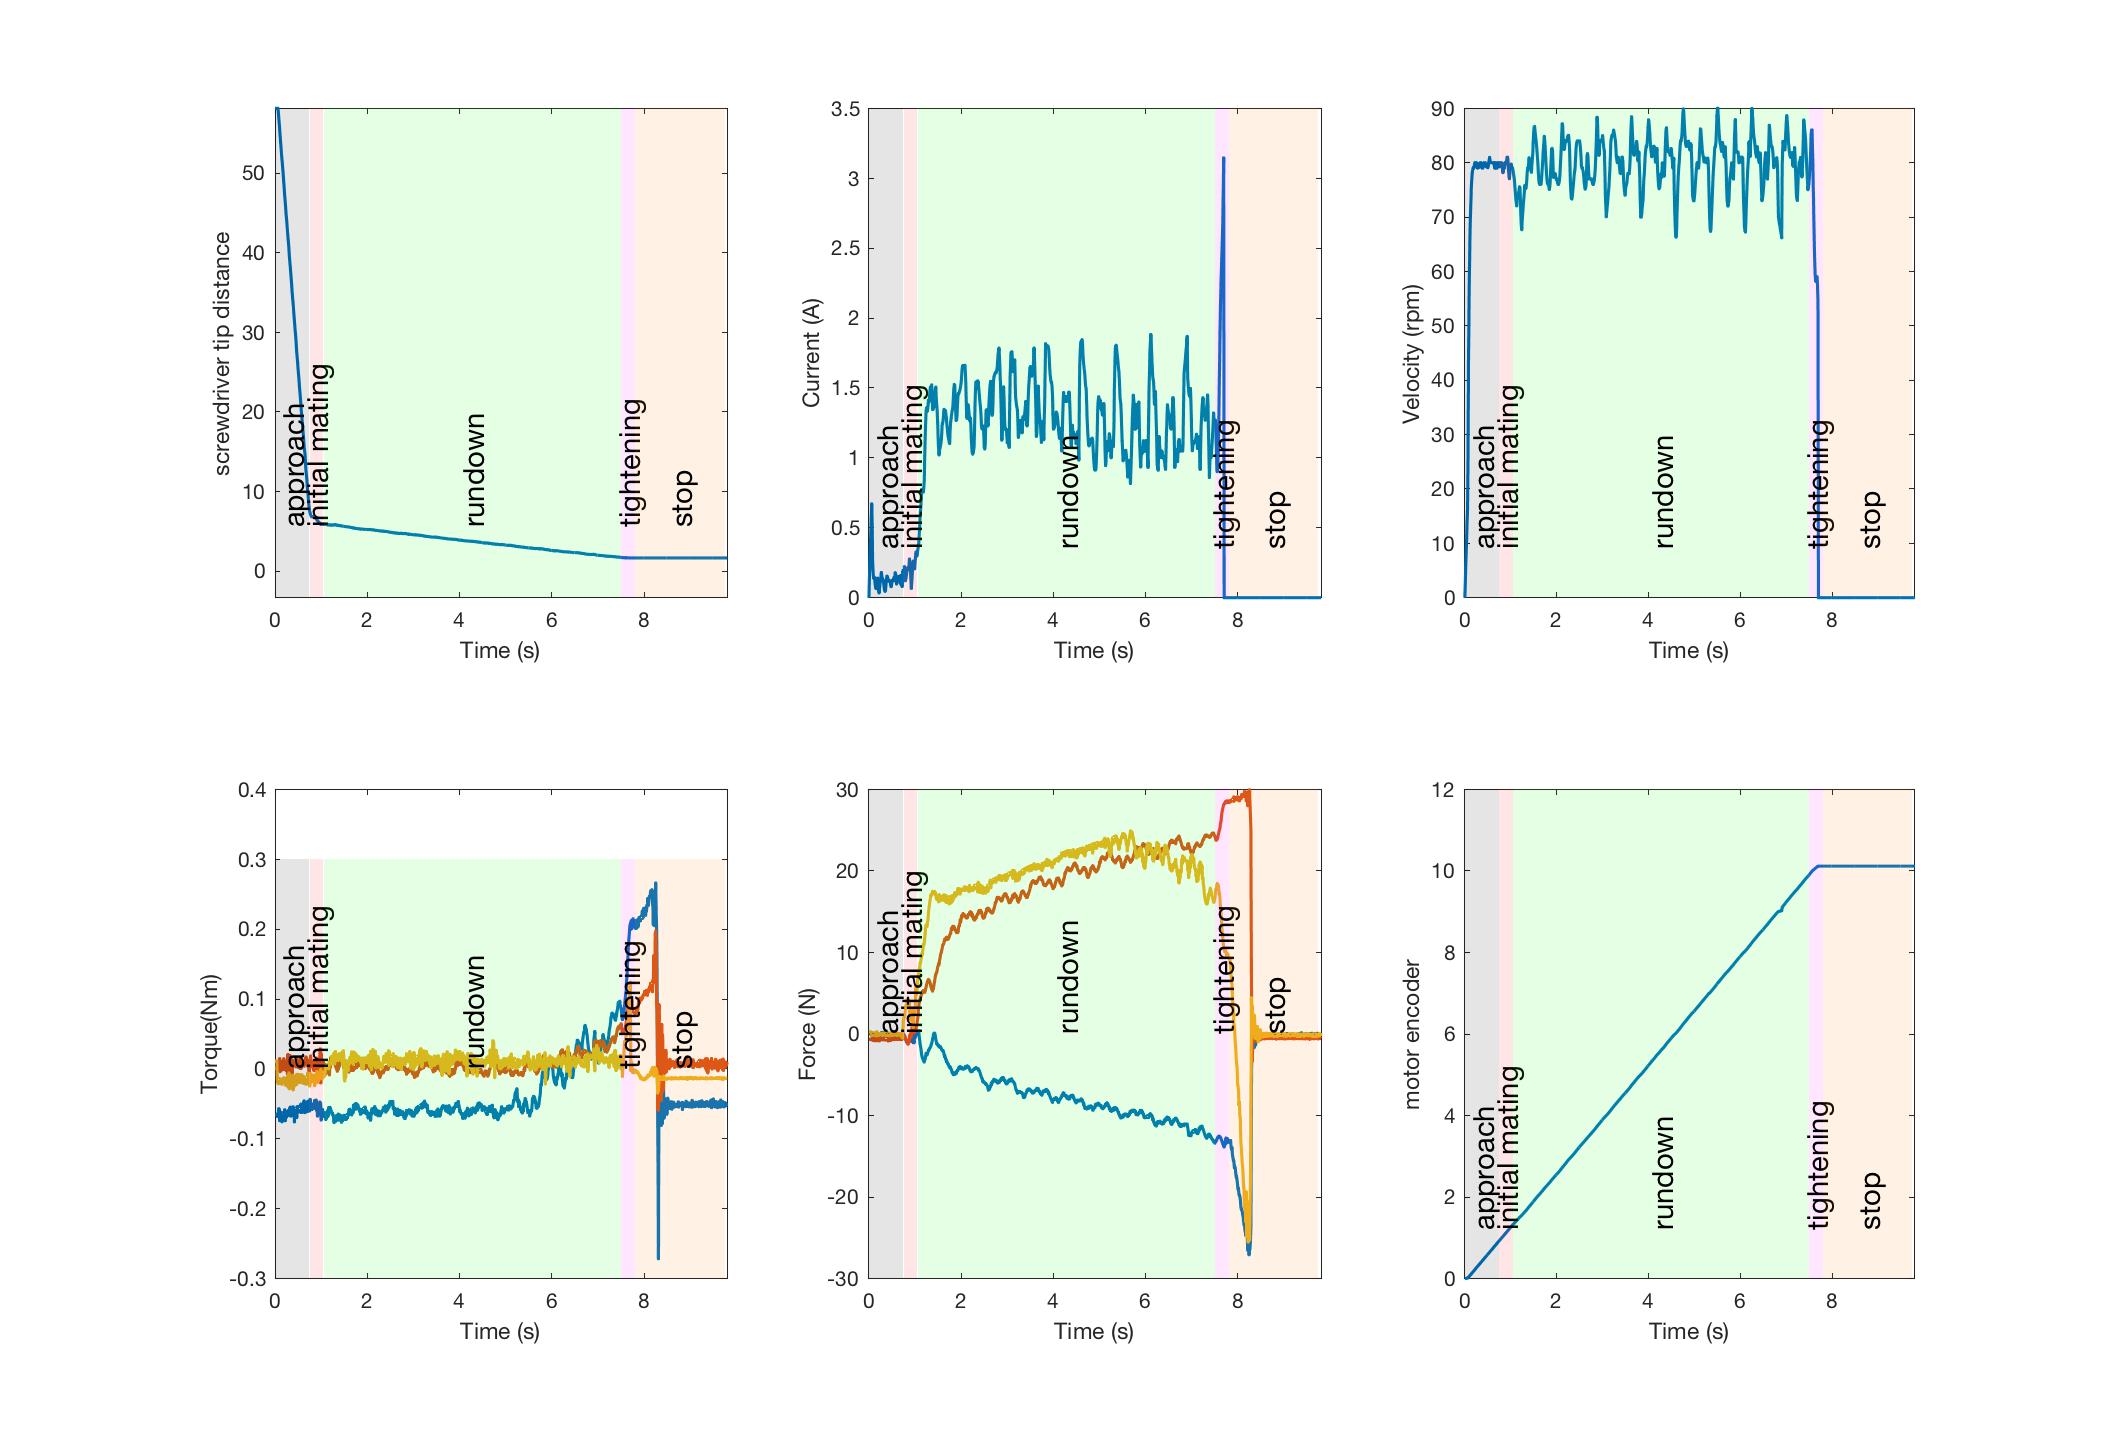 50
40
30
20
10
0
screwdriver tip distance
approach
initial mating
rundown
tightening
stop
0 2 4 6 8
Time (s)
3.5
3
2.5
2
1.5
1
0.5
0
Current (A)
approach
initial mating
rundown
tightening
stop
0 2 4 6 8
Time (s)
90
80
70
60
50
40
30
20
10
0
Velocity (rpm)
approach
initial mating
rundown
tightening
stop
0 2 4 6 8
Time (s)
0.4
0.3
0.2
0.1
0
-0.1
-0.2
-0.3
Torque(Nm)
approach
initial mating
rundown
tightening
stop
0 2 4 6 8
Time (s)
30
20
10
0
-10
-20
-30
Force (N)
approach
initial mating
rundown
tightening
stop
0 2 4 6 8
Time (s)
12
10
8
6
4
2
0
motor encoder
approach
initial mating
rundown
tightening
stop
0 2 4 6 8
Time (s)